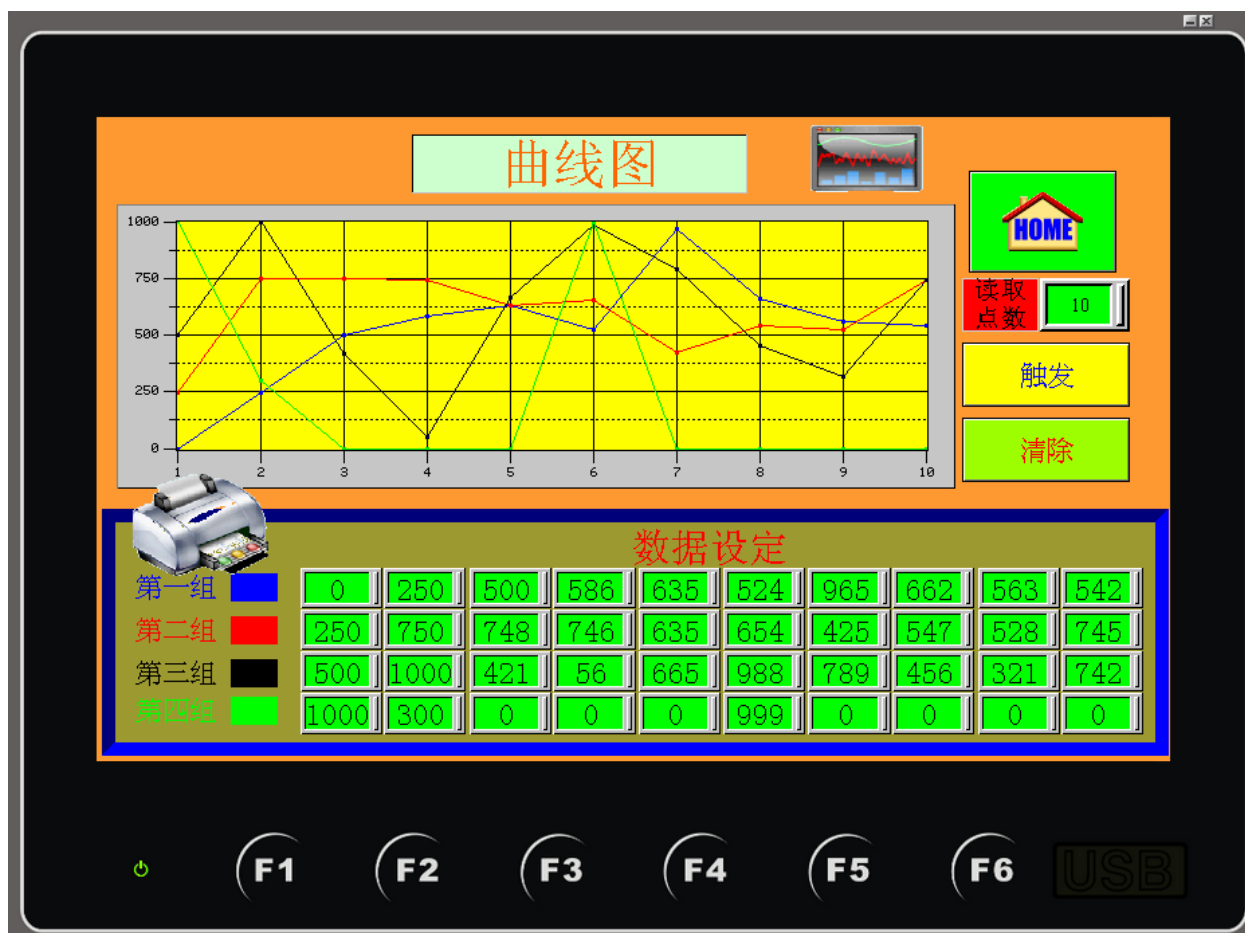 曲线图
HOME
读取
点数
10
触发
清除
1000
750
500
250
0
1 2 3 4 5 6 7 8 9 10
数据设定
第一组 0 250 500 586 635 524 965 662 563 542
第二组 250 750 748 746 635 654 425 547 528 745
第三组 500 1000 421 56 665 988 789 456 321 742
第四组 1000 300 0 0 0 999 0 0 0 0
F1 F2 F3 F4 F5 F6 USB